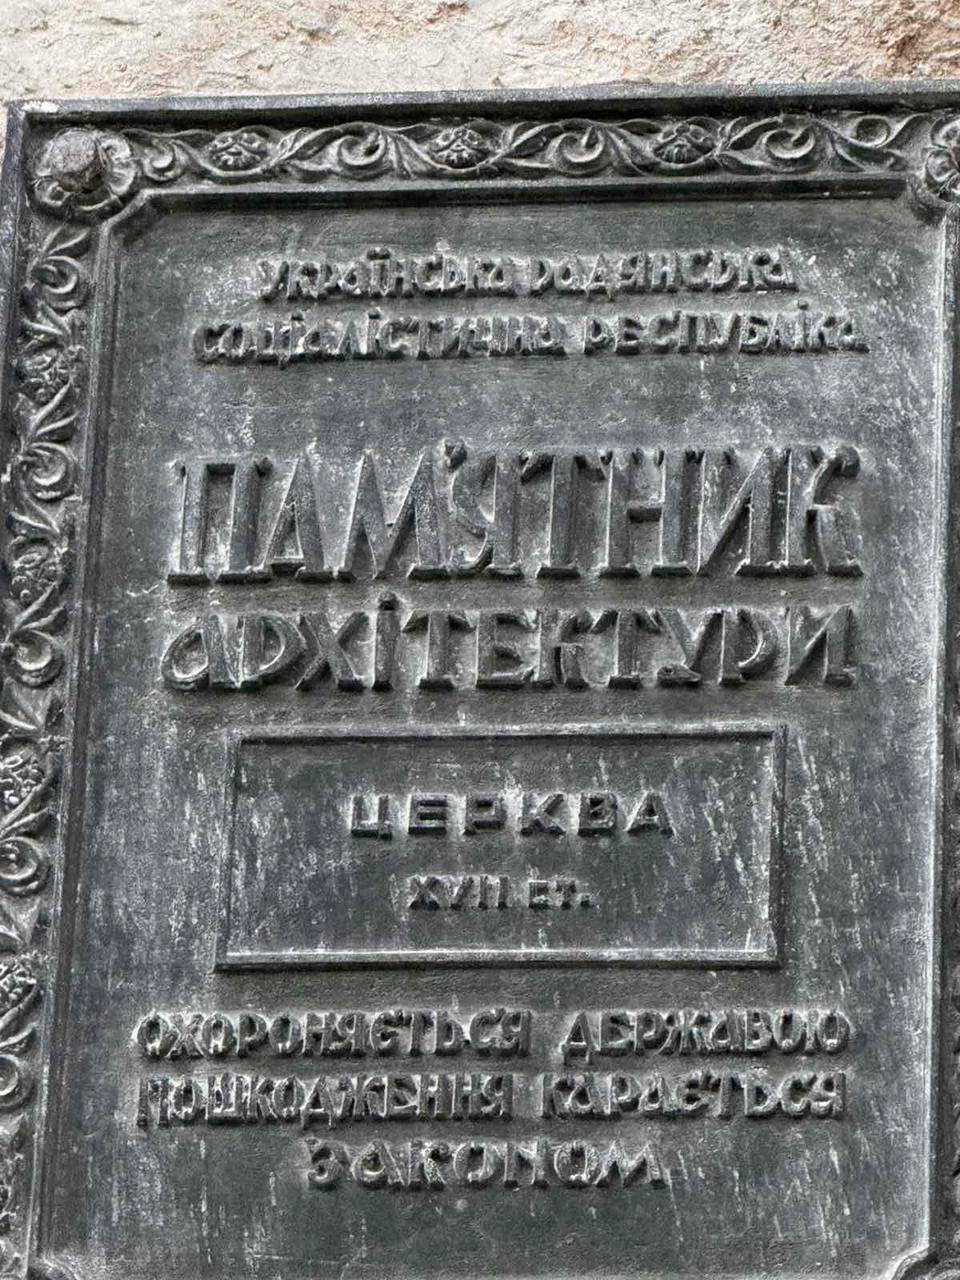 Українська Радянська
Соціалістична Республіка
ПАМ'ЯТНИК
АРХІТЕКТУРИ
ЦЕРКВА
XVII ст.
Охороняється державою
пошкодження карається
законом